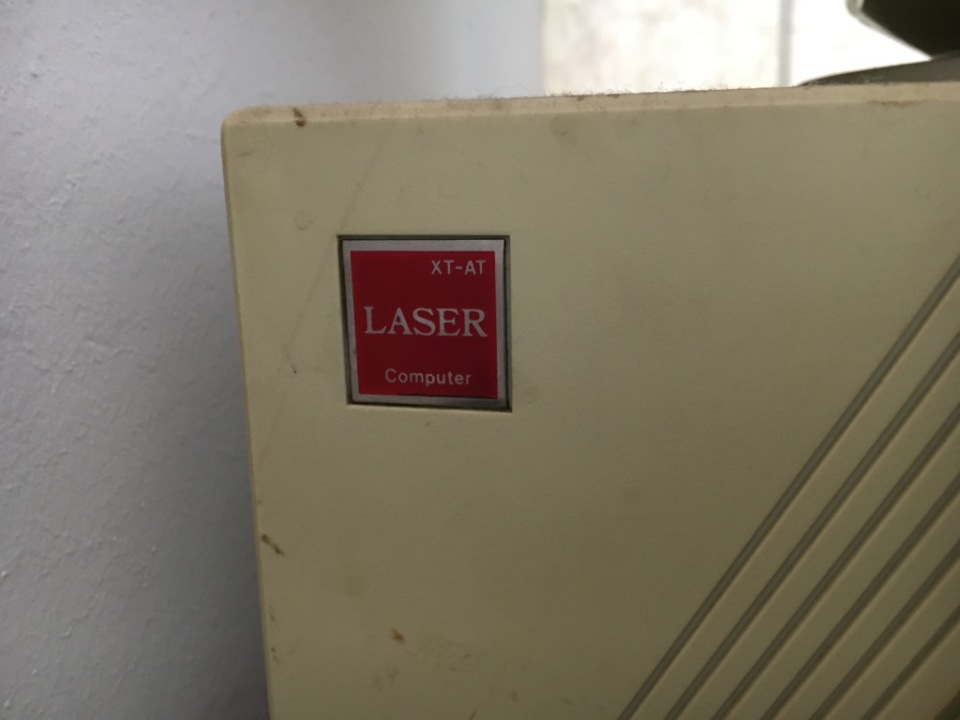 XT-AT
LASER
Computer